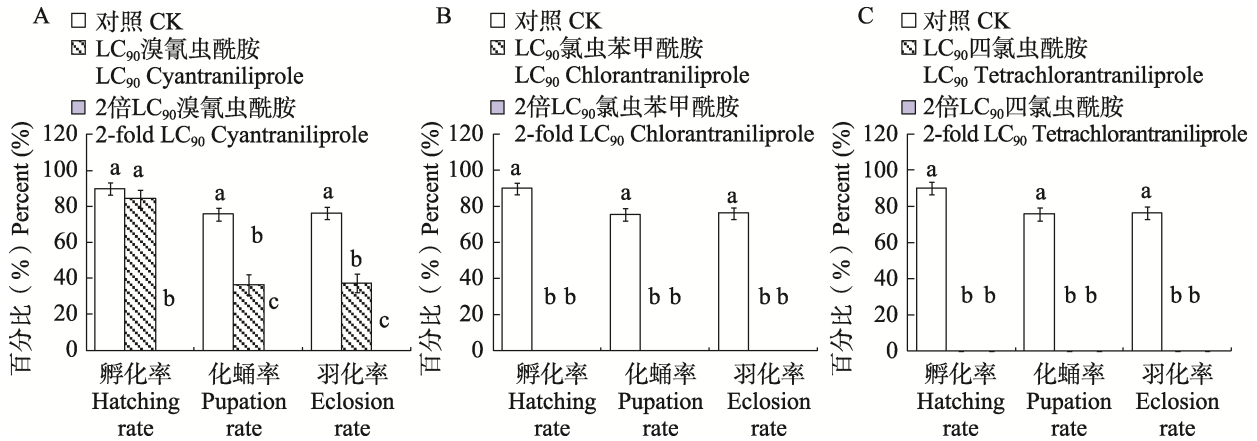 A
对照 CK
LC90溴氰虫酰胺
LC90 Cyantraniliprole
2倍LC90溴氰虫酰胺
2-fold LC90 Cyantraniliprole
百分比（%）Percent (%)
120
100
80
60
40
20
0
a a
b
a
b
c
a
b
c
孵化率
Hatching
rate
化蛹率
Pupation
rate
羽化率
Eclosion
rate
B
对照 CK
LC90氯虫苯甲酰胺
LC90 Chlorantraniliprole
2倍LC90氯虫苯甲酰胺
2-fold LC90 Chlorantraniliprole
百分比（%）Percent (%)
120
100
80
60
40
20
0
a
b b
a
b b
a
b b
孵化率
Hatching
rate
化蛹率
Pupation
rate
羽化率
Eclosion
rate
C
对照 CK
LC90四氯虫酰胺
LC90 Tetrachlorantraniliprole
2倍LC90四氯虫酰胺
2-fold LC90 Tetrachlorantraniliprole
百分比（%）Percent (%)
120
100
80
60
40
20
0
a
b b
a
b b
a
b b
孵化率
Hatching
rate
化蛹率
Pupation
rate
羽化率
Eclosion
rate